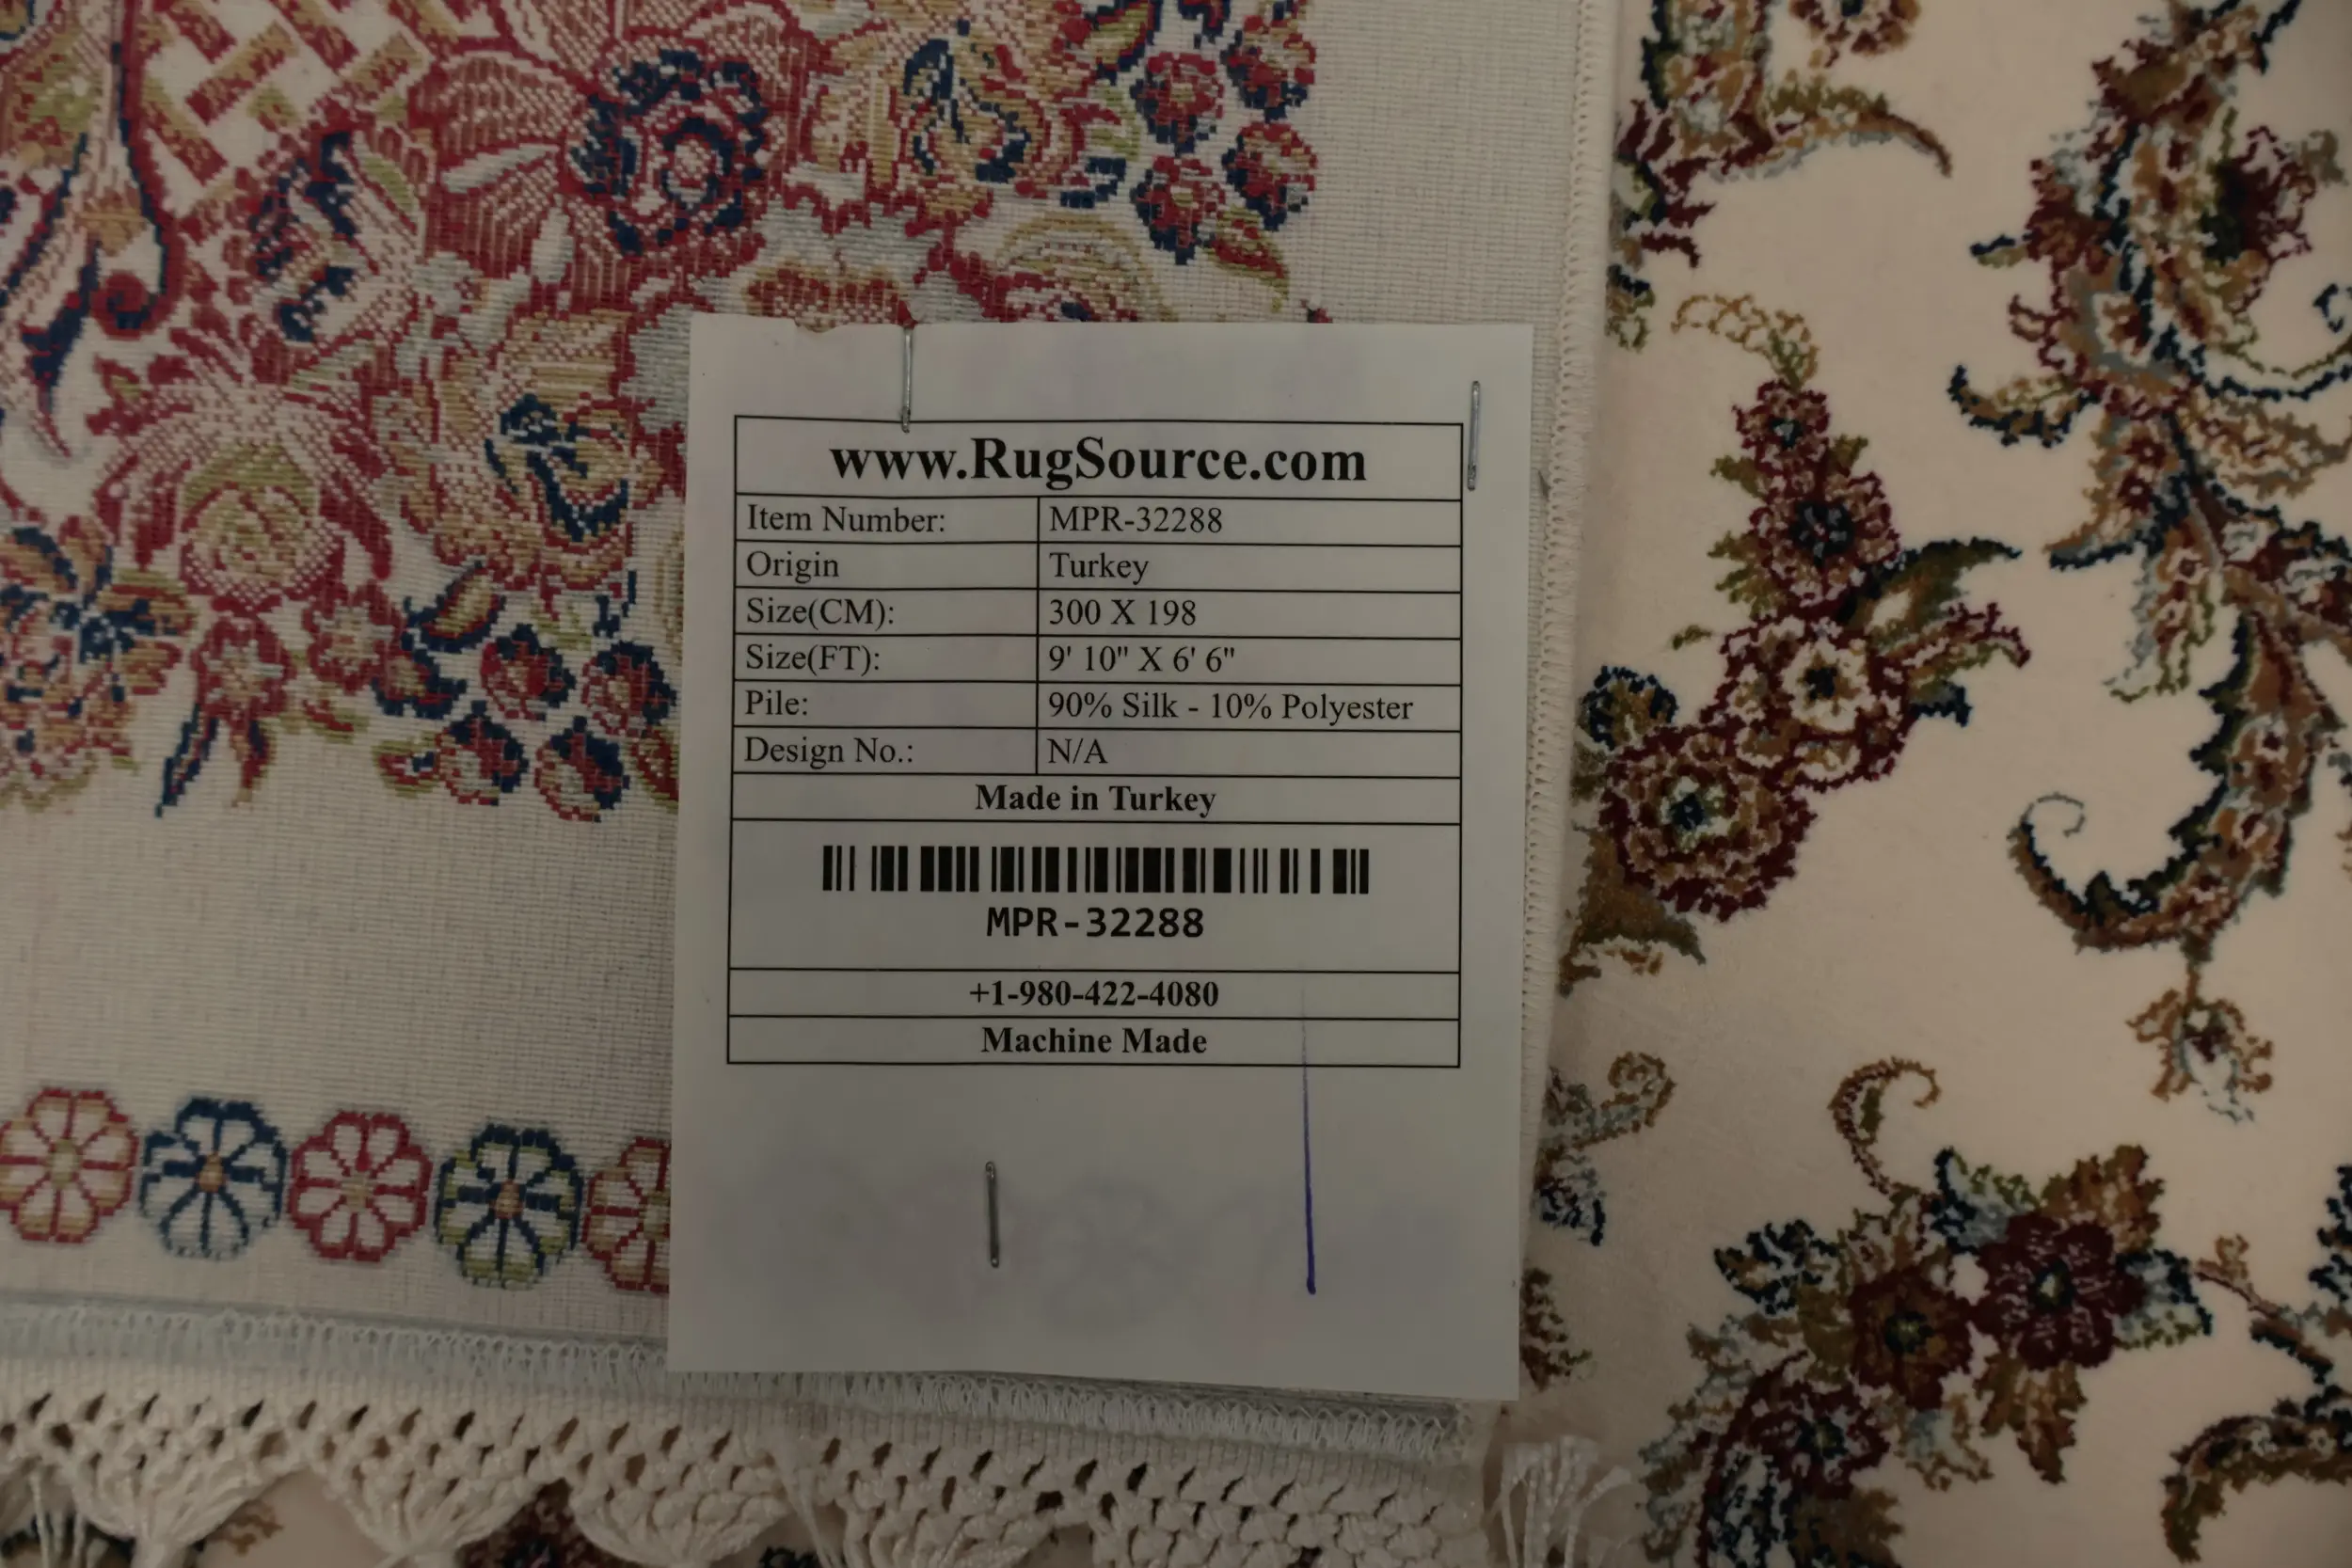 www.RugSource.com
Item Number: MPR-32288
Origin Turkey
Size(CM): 300 X 198
Size(FT): 9' 10" X 6' 6"
Pile: 90% Silk - 10% Polyester
Design No.: N/A
Made in Turkey
MPR-32288
+1-980-422-4080
Machine Made